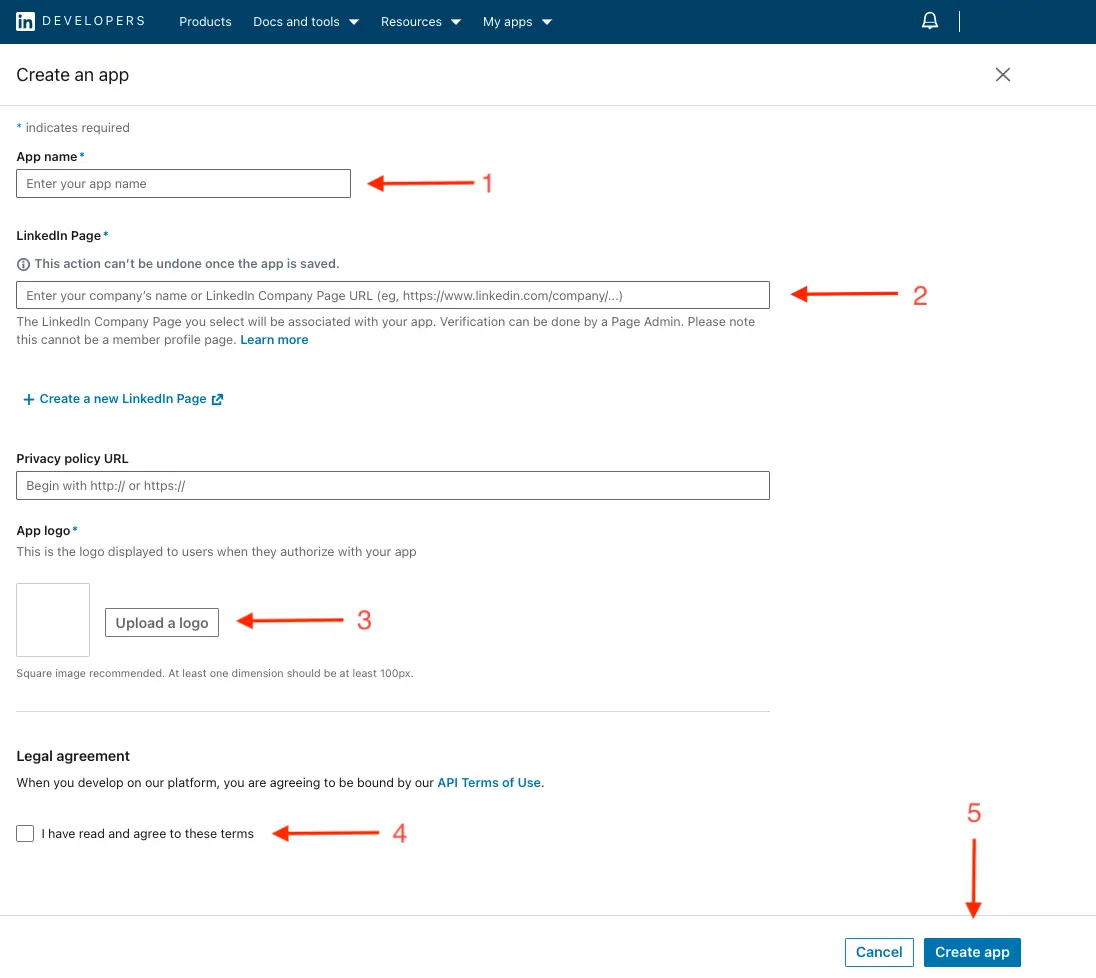 in DEVELOPERS Products Docs and tools Resources My apps
Create an app
* indicates required
App name*
Enter your app name 1
LinkedIn Page*
This action can't be undone once the app is saved.
Enter your company's name or LinkedIn Company Page URL (eg, https://www.linkedin.com/company/...) 2
The LinkedIn Company Page you select will be associated with your app. Verification can be done by a Page Admin. Please note
this cannot be a member profile page. Learn more
+ Create a new LinkedIn Page
Privacy policy URL
Begin with http:// or https://
App logo*
This is the logo displayed to users when they authorize with your app
Upload a logo 3
Square image recommended. At least one dimension should be at least 100px.
Legal agreement
When you develop on our platform, you are agreeing to be bound by our API Terms of Use.
I have read and agree to these terms 4
5
Cancel Create app